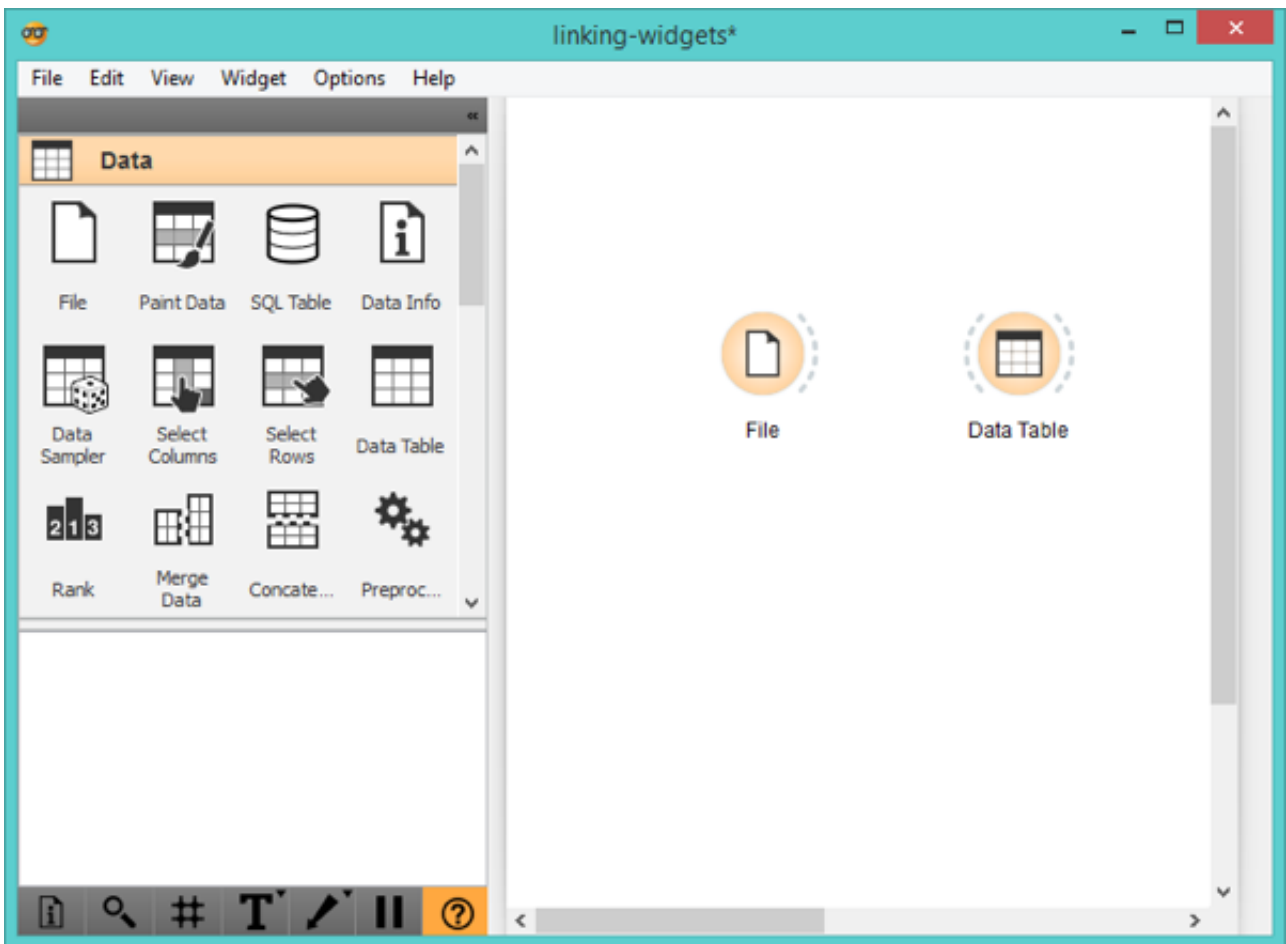 linking-widgets*
File Edit View Widget Options Help
Data
File Paint Data SQL Table Data Info
Data Sampler Select Columns Select Rows Data Table
213
Rank Merge Data Concate... Preproc...
File Data Table